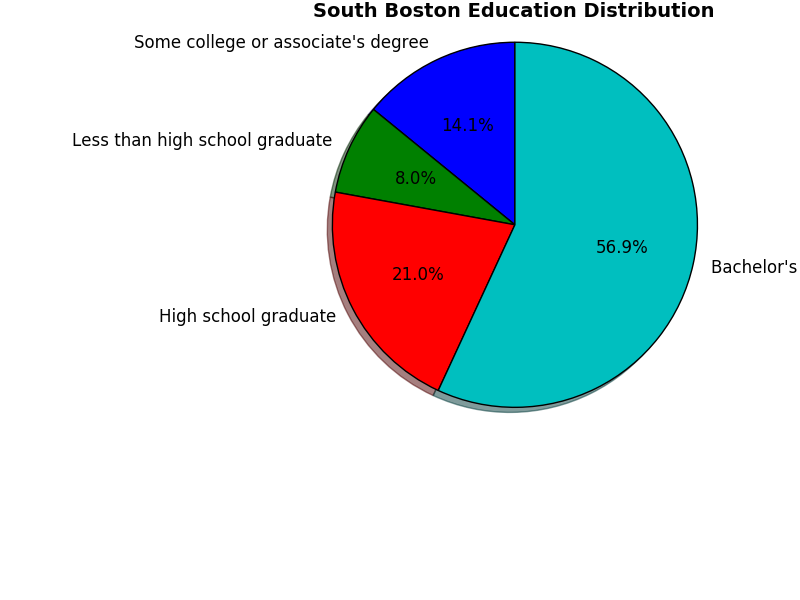 South Boston Education Distribution
Some college or associate's degree
14.1%
Less than high school graduate
8.0%
56.9%
Bachelor's
21.0%
High school graduate